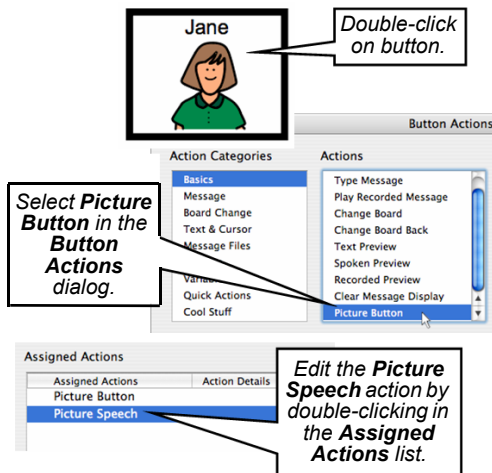 Jane
Double-click
on button.
Button Actions
Action Categories
Actions
Basics
Message
Board Change
Text & Cursor
Message Files
Quick Actions
Cool Stuff
Type Message
Play Recorded Message
Change Board
Change Board Back
Text Preview
Spoken Preview
Recorded Preview
Clear Message Display
Picture Button
Select Picture
Button in the
Button
Actions
dialog.
Assigned Actions
Assigned Actions
Action Details
Picture Button
Picture Speech
Edit the Picture
Speech action by
double-clicking in
the Assigned
Actions list.